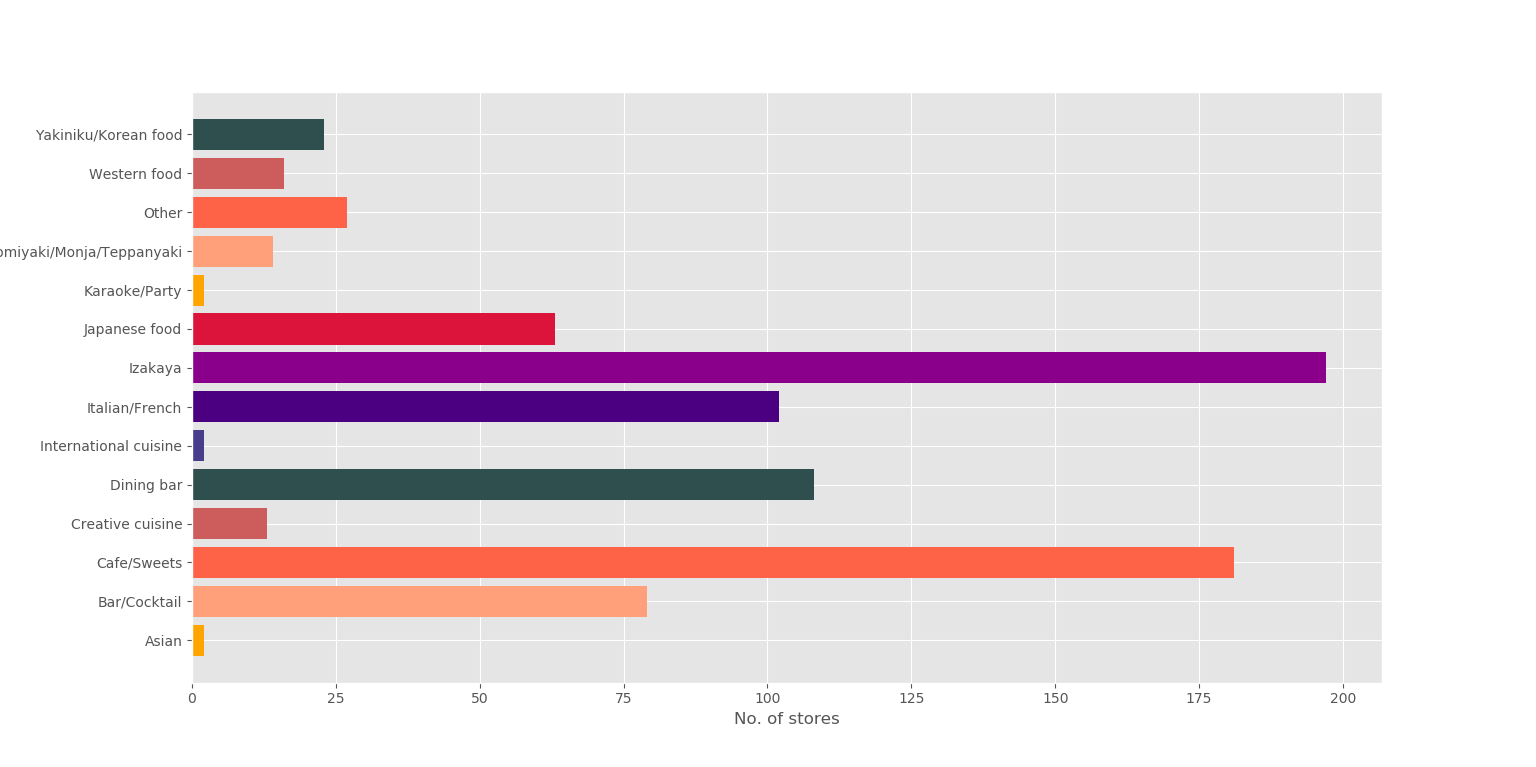 Yakiniku/Korean food
Western food
Other
omiyaki/Monja/Teppanyaki
Karaoke/Party
Japanese food
Izakaya
Italian/French
International cuisine
Dining bar
Creative cuisine
Cafe/Sweets
Bar/Cocktail
Asian
0 25 50 75 100 125 150 175 200
No. of stores